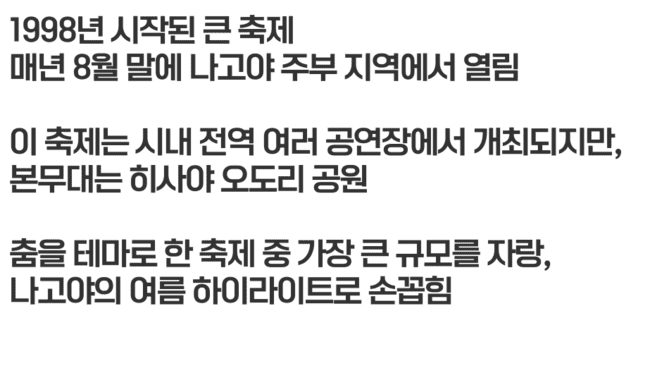 1998년 시작된 큰 축제
매년 8월 말에 나고야 주부 지역에서 열림
이 축제는 시내 전역 여러 공연장에서 개최되지만,
본무대는 히사야 오도리 공원
춤을 테마로 한 축제 중 가장 큰 규모를 자랑,
나고야의 여름 하이라이트로 손꼽힘